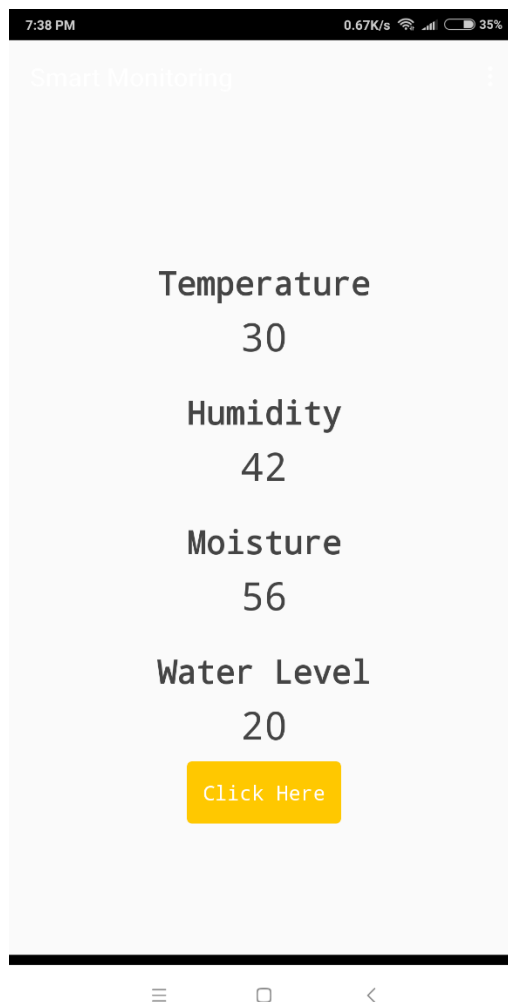 7:38 PM 0.67K/s 35%
Smart Monitoring
Temperature
30
Humidity
42
Moisture
56
Water Level
20
Click Here